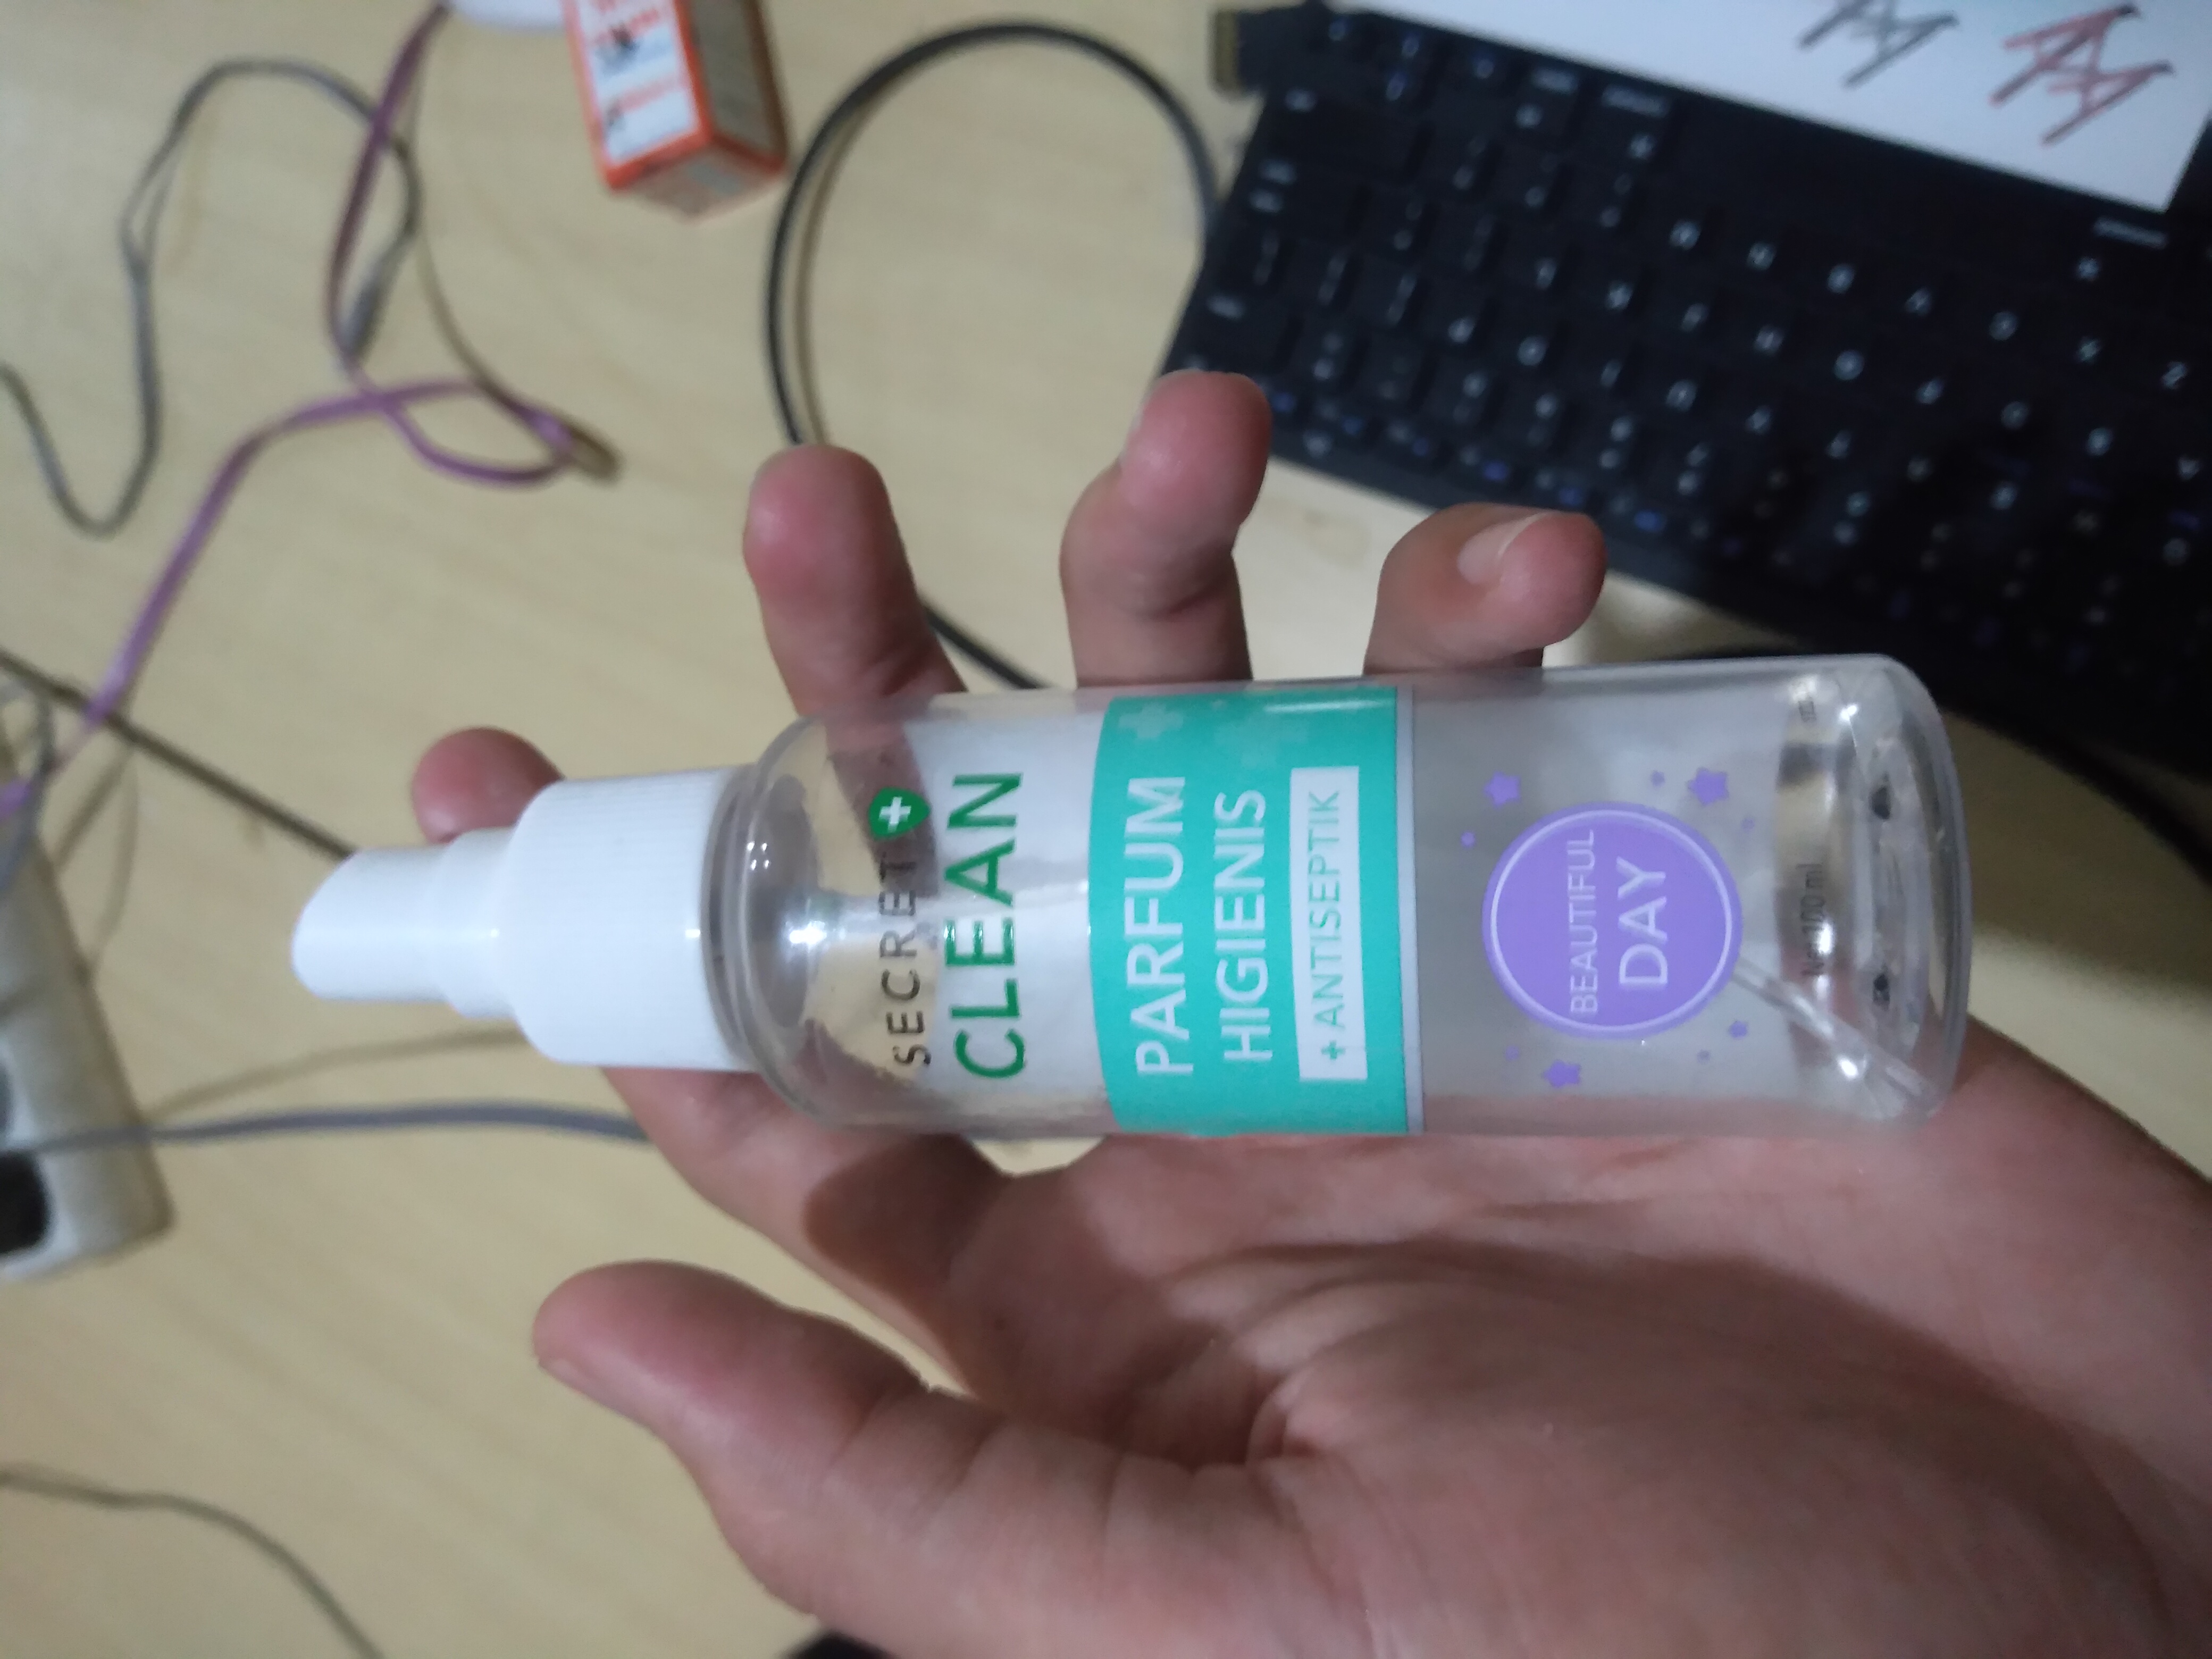 SECRET
CLEAN
PARFUM
HIGIENIS
+ ANTISEPTIK
BEAUTIFUL
DAY
Net 100 ml